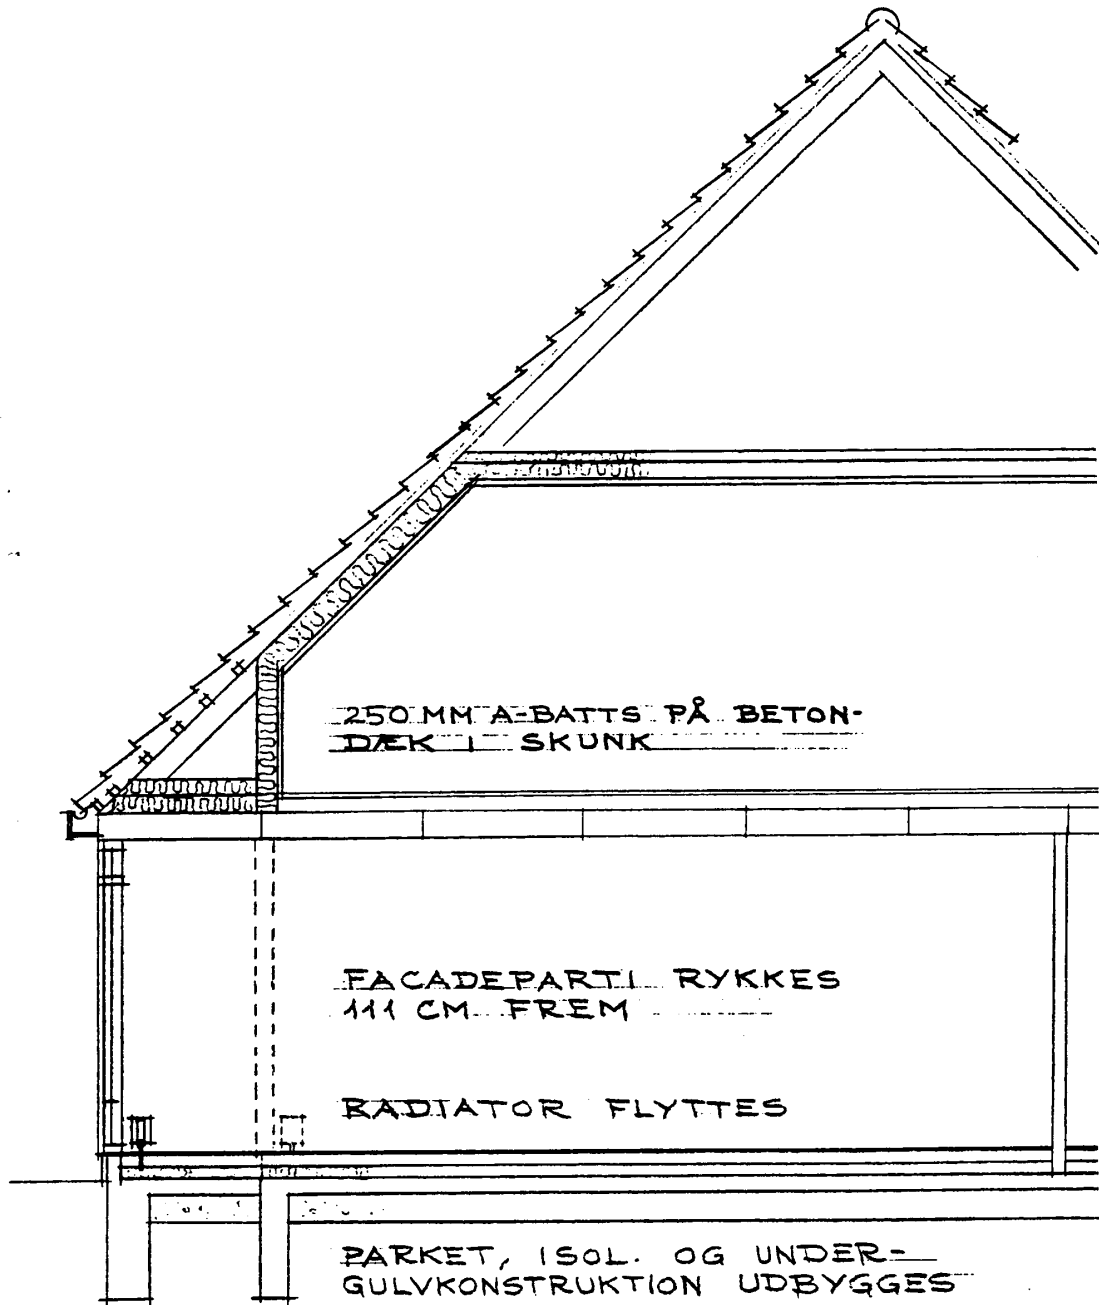 250 MM A-BATTS PÅ BETON-
DÆK I SKUNK
FACADEPARTI RYKKES
111 CM FREM
RADIATOR FLYTTES
PARKET, ISOL. OG UNDER-
GULVKONSTRUKTION UDBYGGES